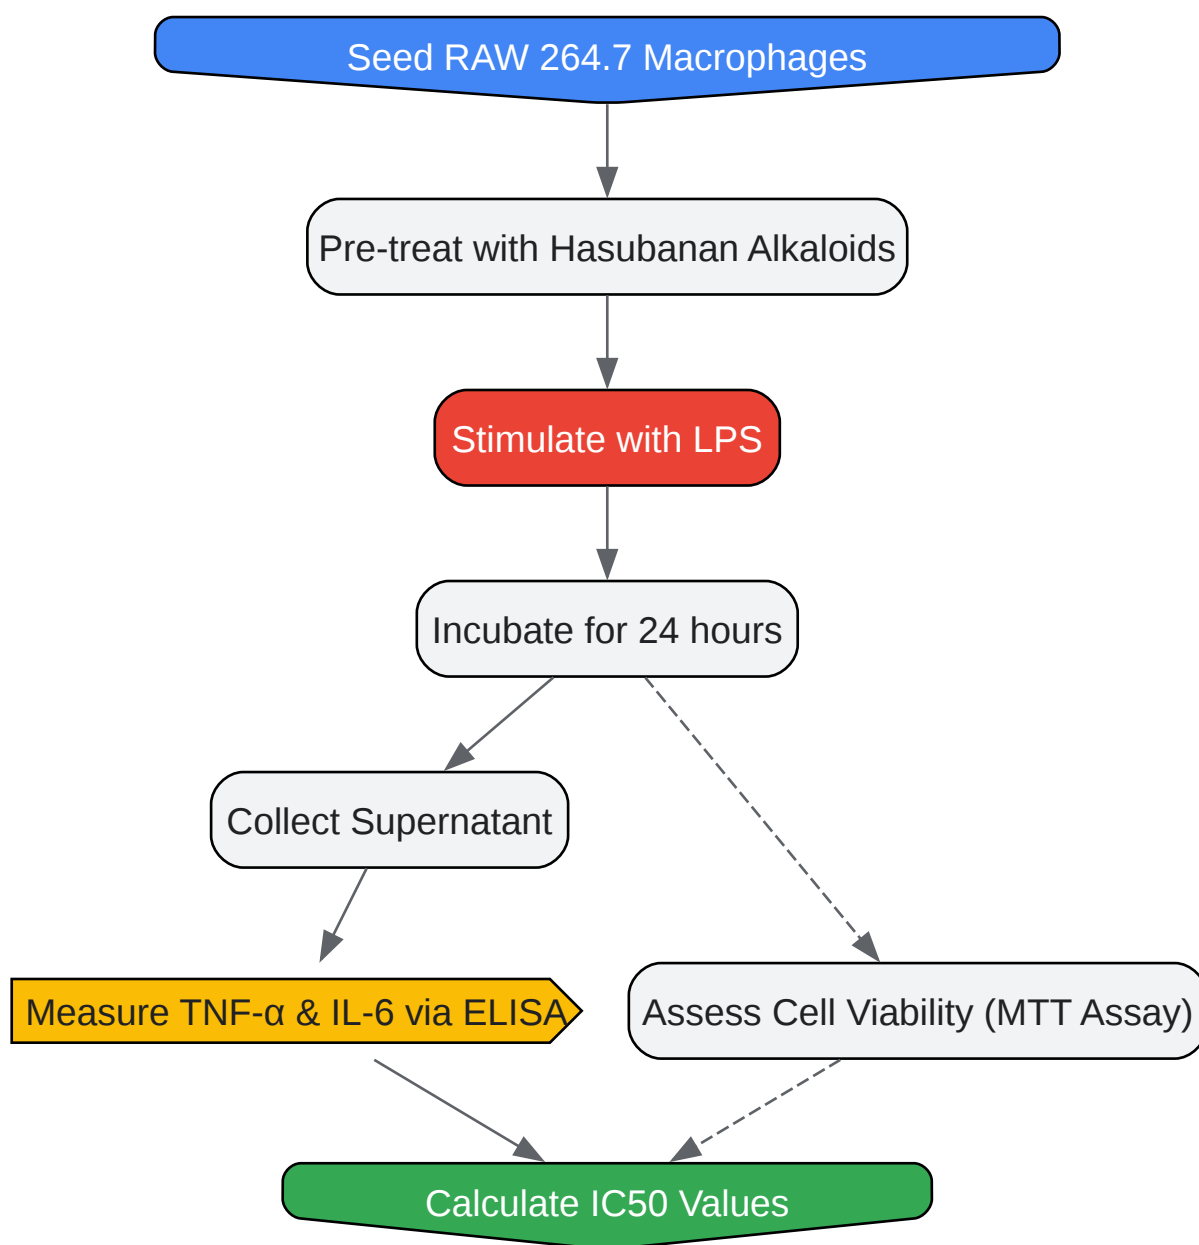 Seed RAW 264.7 Macrophages
Pre-treat with Hasubanan Alkaloids
Stimulate with LPS
Incubate for 24 hours
Collect Supernatant
Measure TNF-α & IL-6 via ELISA
Assess Cell Viability (MTT Assay)
Calculate IC50 Values